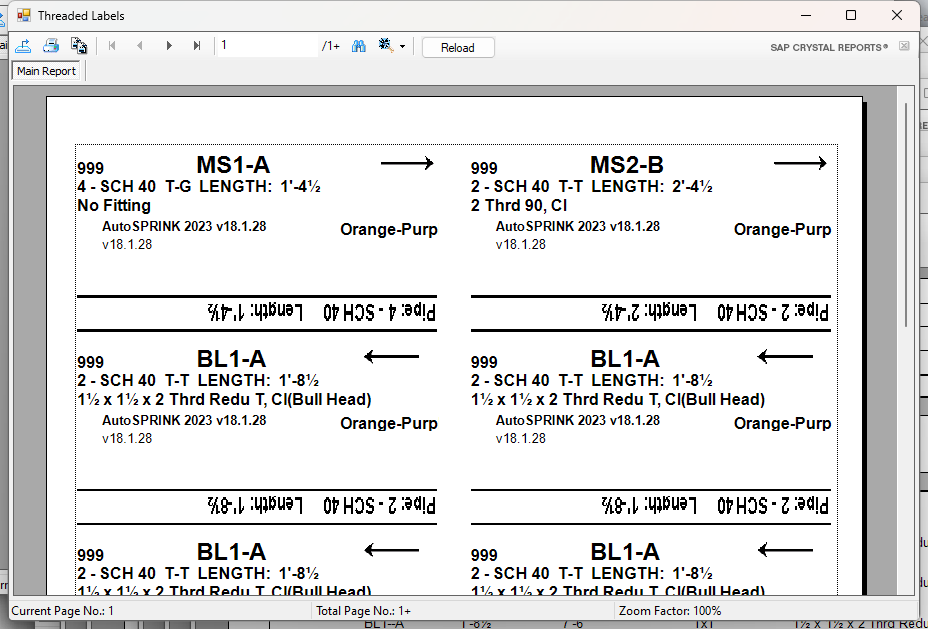 Threaded Labels
1 /1+ Reload SAP CRYSTAL REPORTS®
Main Report
999 MS1-A
4 - SCH 40 T-G LENGTH: 1'-4½
No Fitting
AutoSPRINK 2023 v18.1.28
v18.1.28
Orange-Purp
Pipe: 4 - SCH 40 Length: 1'-4½
999 MS2-B
2 - SCH 40 T-T LENGTH: 2'-4½
2 Thrd 90, CI
AutoSPRINK 2023 v18.1.28
v18.1.28
Orange-Purp
Pipe: 2 - SCH 40 Length: 2'-4½
999 BL1-A
2 - SCH 40 T-T LENGTH: 1'-8½
1½ x 1½ x 2 Thrd Redu T, CI(Bull Head)
AutoSPRINK 2023 v18.1.28
v18.1.28
Orange-Purp
Pipe: 2 - SCH 40 Length: 1'-8½
999 BL1-A
2 - SCH 40 T-T LENGTH: 1'-8½
1½ x 1½ x 2 Thrd Redu T, CI(Bull Head)
AutoSPRINK 2023 v18.1.28
v18.1.28
Orange-Purp
Pipe: 2 - SCH 40 Length: 1'-8½
999 BL1-A
2 - SCH 40 T-T LENGTH: 1'-8½
1½ x 1½ x 2 Thrd Redu T, CI(Bull Head)
999 BL1-A
2 - SCH 40 T-T LENGTH: 1'-8½
1½ x 1½ x 2 Thrd Redu T, CI(Bull Head)
Current Page No.: 1 Total Page No.: 1+ Zoom Factor: 100%